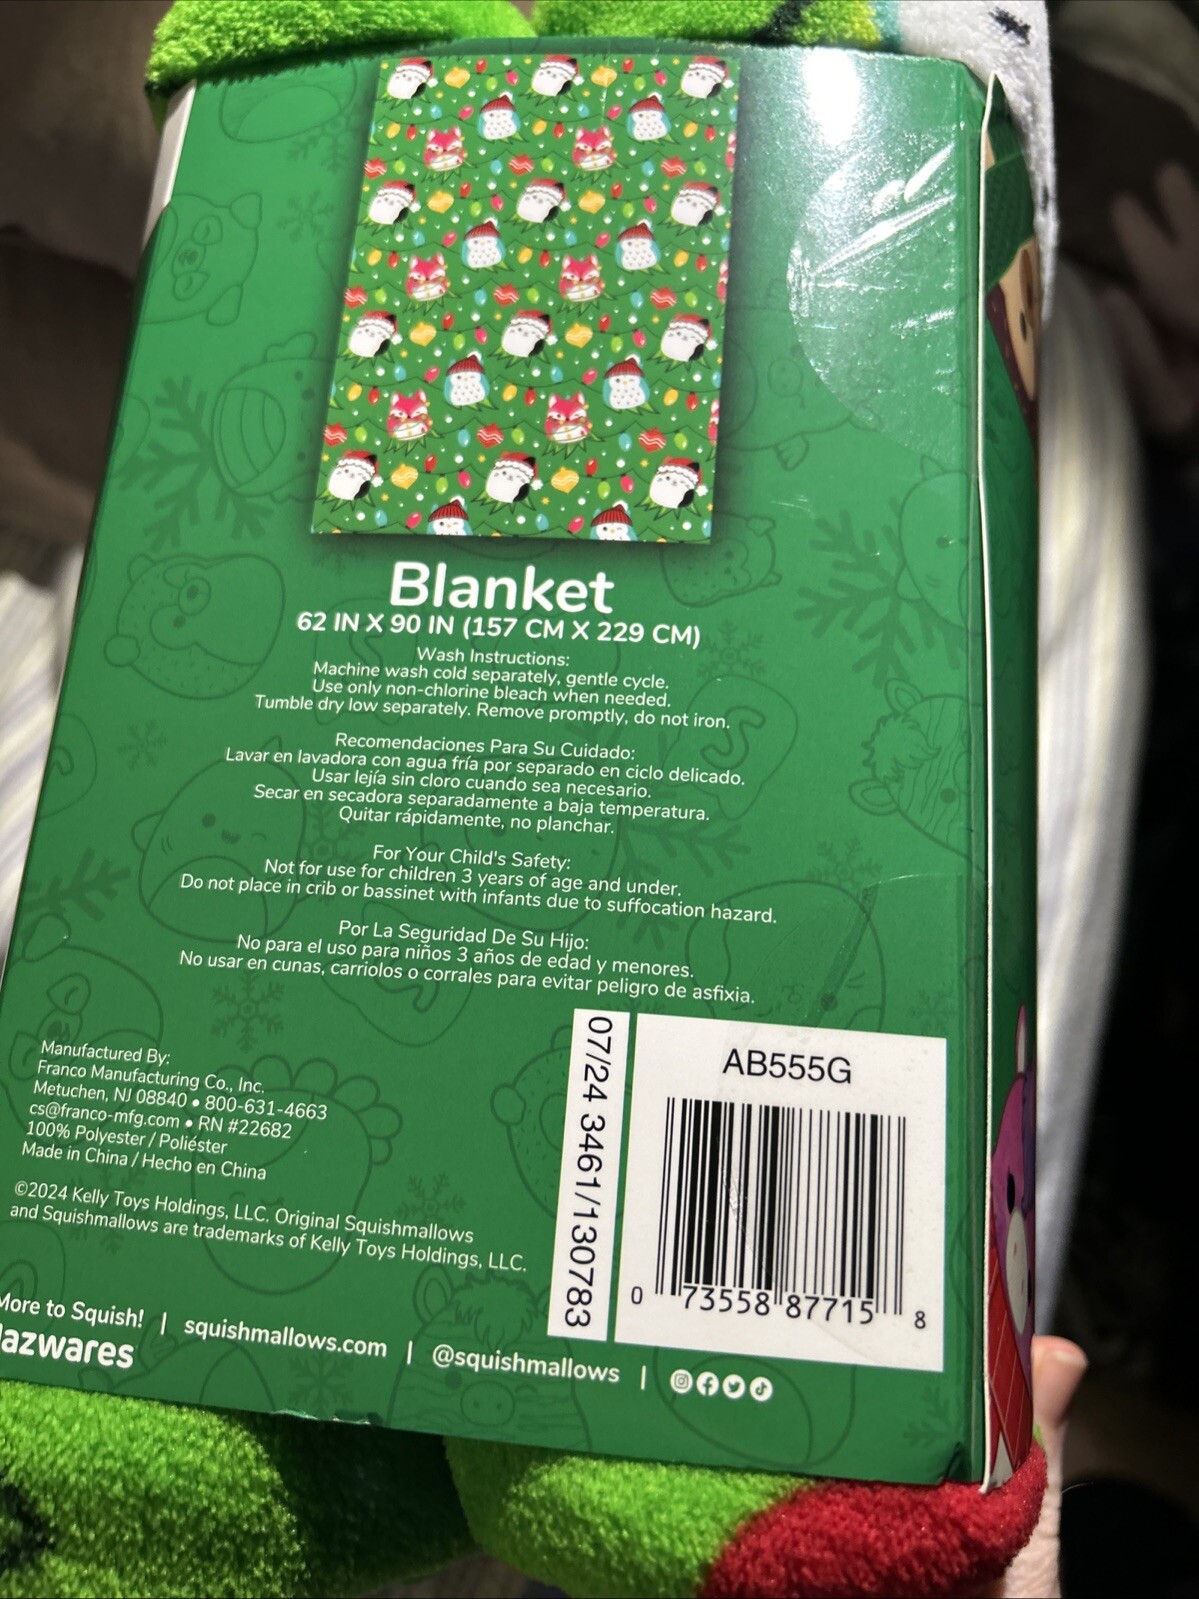 Blanket
62 IN X 90 IN (157 CM X 229 CM)
Wash Instructions:
Machine wash cold separately, gentle cycle.
Use only non-chlorine bleach when needed.
Tumble dry low separately. Remove promptly, do not iron.
Recomendaciones Para Su Cuidado:
Lavar en lavadora con agua fría por separado en ciclo delicado.
Usar lejía sin cloro cuando sea necesario.
Secar en secadora separadamente a baja temperatura.
Quitar rápidamente, no planchar.
For Your Child's Safety:
Not for use for children 3 years of age and under.
Do not place in crib or bassinet with infants due to suffocation hazard.
Por La Seguridad De Su Hijo:
No para el uso para niños 3 años de edad y menores.
No usar en cunas, carriolos o corrales para evitar peligro de asfixia.
Manufactured By:
Franco Manufacturing Co., Inc.
Metuchen, NJ 08840 • 800-631-4663
cs@franco-mfg.com • RN #22682
100% Polyester / Poliéster
Made in China / Hecho en China
©2024 Kelly Toys Holdings, LLC. Original Squishmallows
and Squishmallows are trademarks of Kelly Toys Holdings, LLC.
07/24 3461/130783
AB555G
0 73558 87715 8
More to Squish! | squishmallows.com | @squishmallows |
azwares